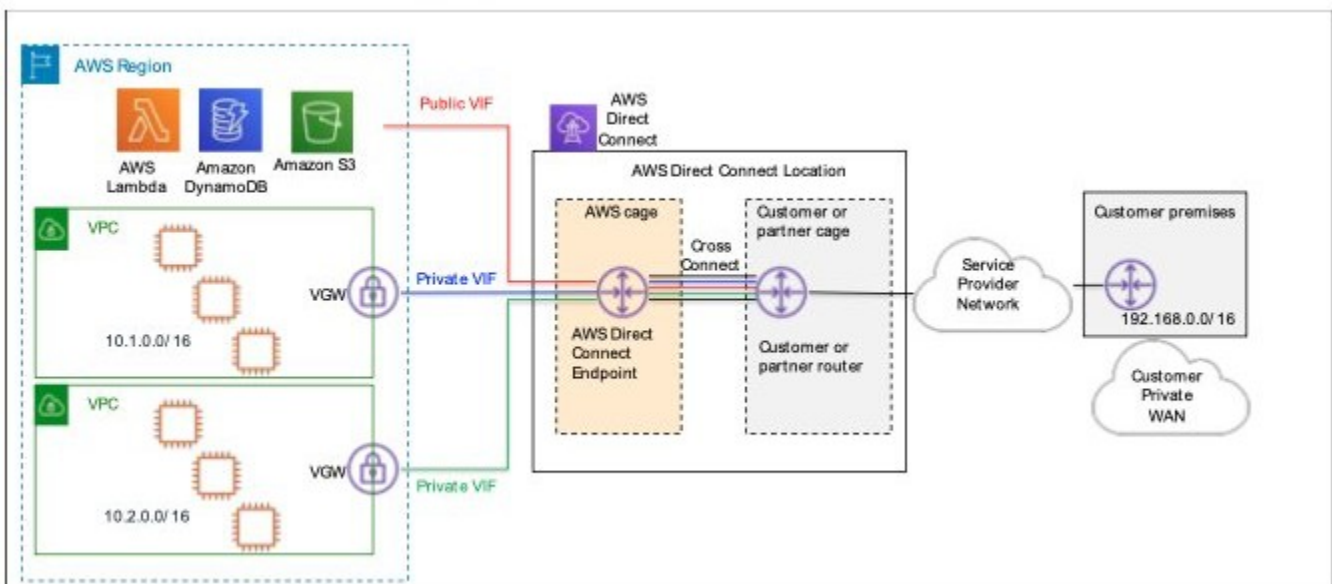 AWS Region
AWS
Lambda
Amazon
DynamoDB
Amazon S3
Public VIF
VPC
VGW
10.1.0.0/ 16
Private VIF
VPC
VGW
10.2.0.0/ 16
Private VIF
AWS
Direct
Connect
AWS Direct Connect Location
AWS cage
AWS Direct
Connect
Endpoint
Cross
Connect
Customer or
partner cage
Customer or
partner router
Service
Provider
Network
Customer premises
192.168.0.0/ 16
Customer
Private
WAN